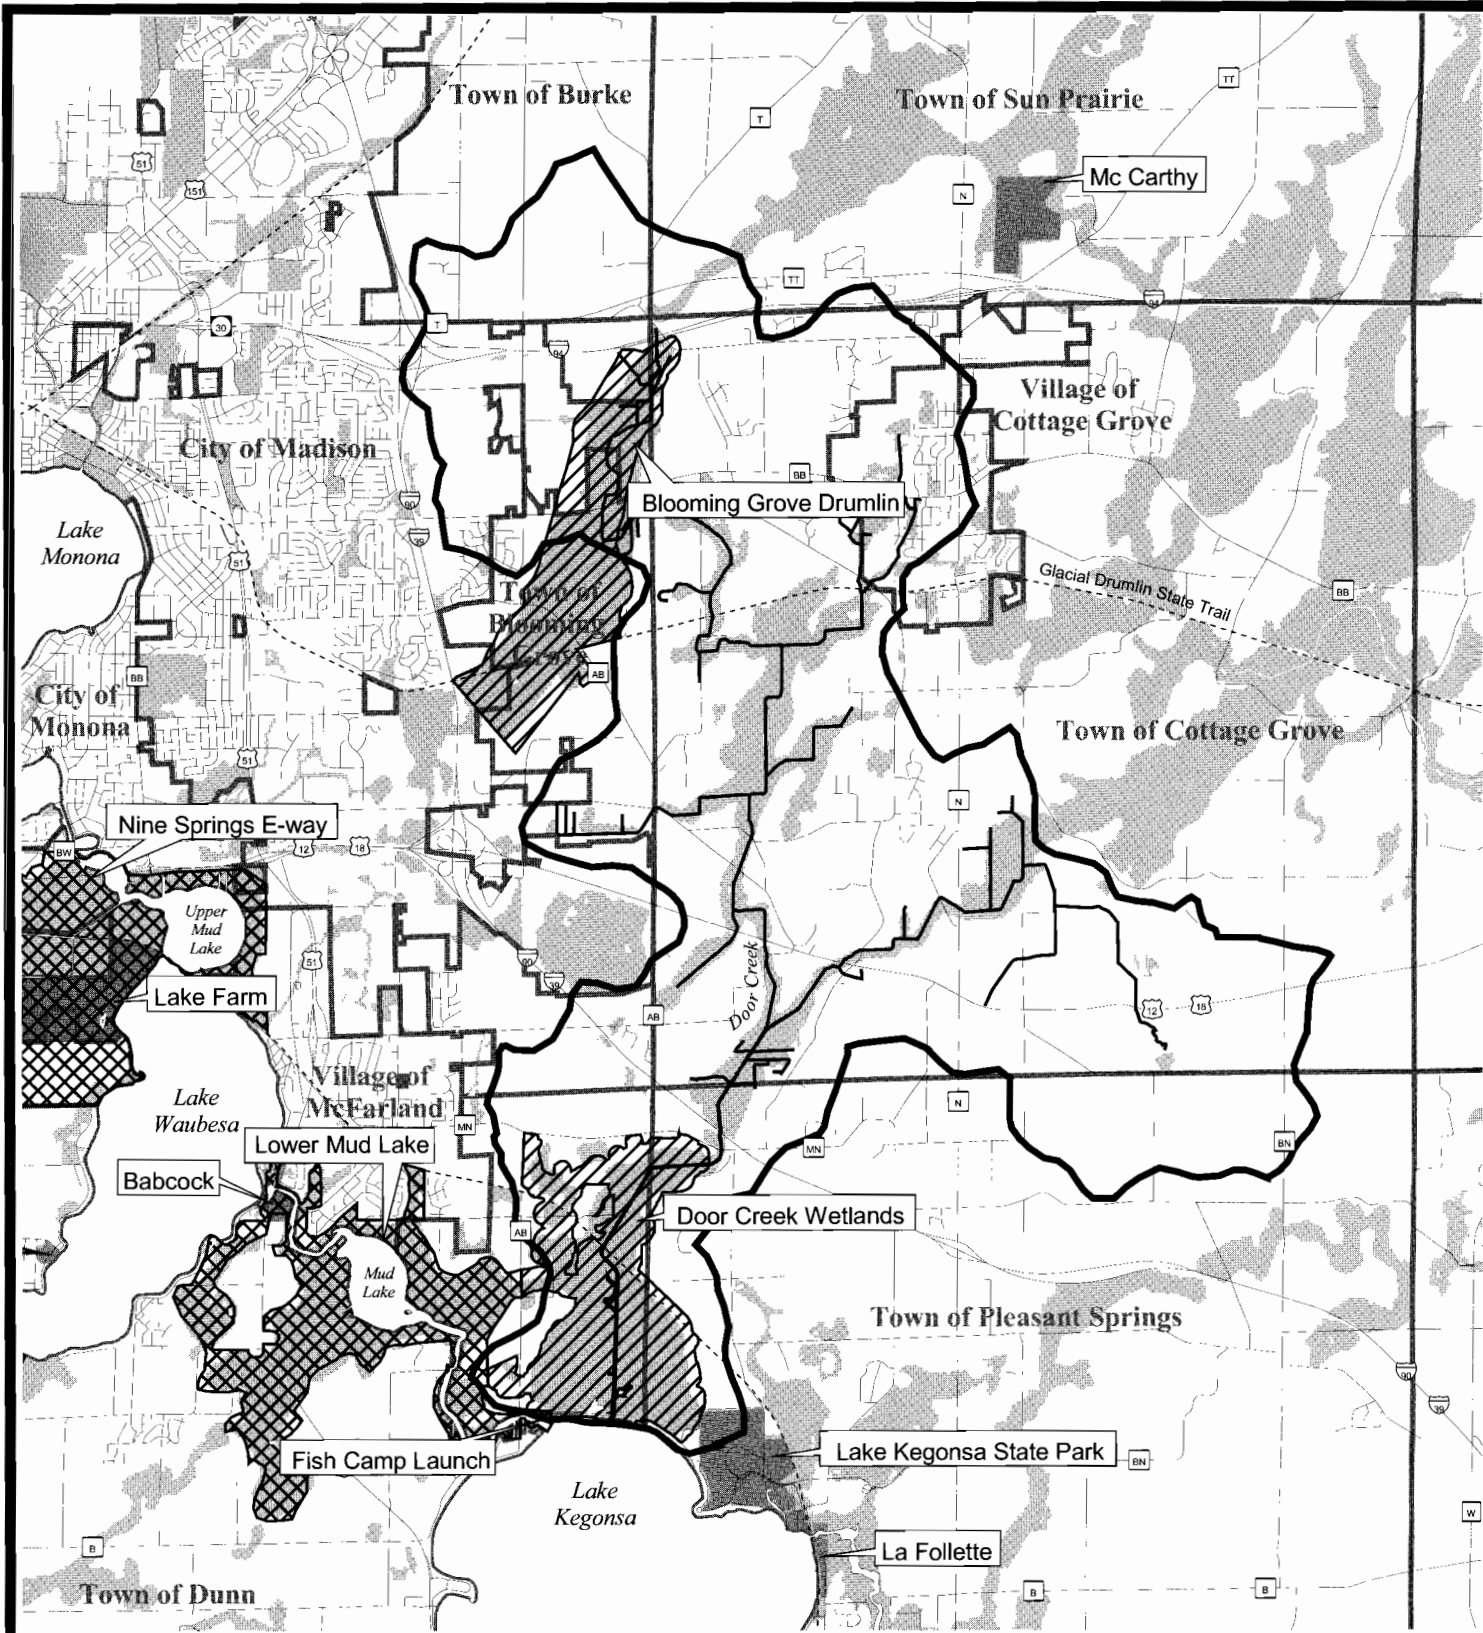 Town of Burke
Town of Sun Prairie
TT
T
51
151
Mc Carthy
N
TT
94
30
T
94
Village of
Cottage Grove
City of Madison
BB
90
Blooming Grove Drumlin
Lake
Monona
39
51
Glacial Drumlin State Trail
BB
Town of
Blooming
Grove
AB
BB
City of
Monona
Town of Cottage Grove
51
N
Nine Springs E-way
BW
12
18
Upper
Mud
Lake
51
90
39
Door Creek
Lake Farm
12
18
AB
Village of
McFarland
Lake
Waubesa
N
MN
MN
BN
Lower Mud Lake
Babcock
Door Creek Wetlands
AB
Mud
Lake
Town of Pleasant Springs
90
39
Lake Kegonsa State Park
BN
Fish Camp Launch
Lake
Kegonsa
W
B
La Follette
B
B
Town of Dunn